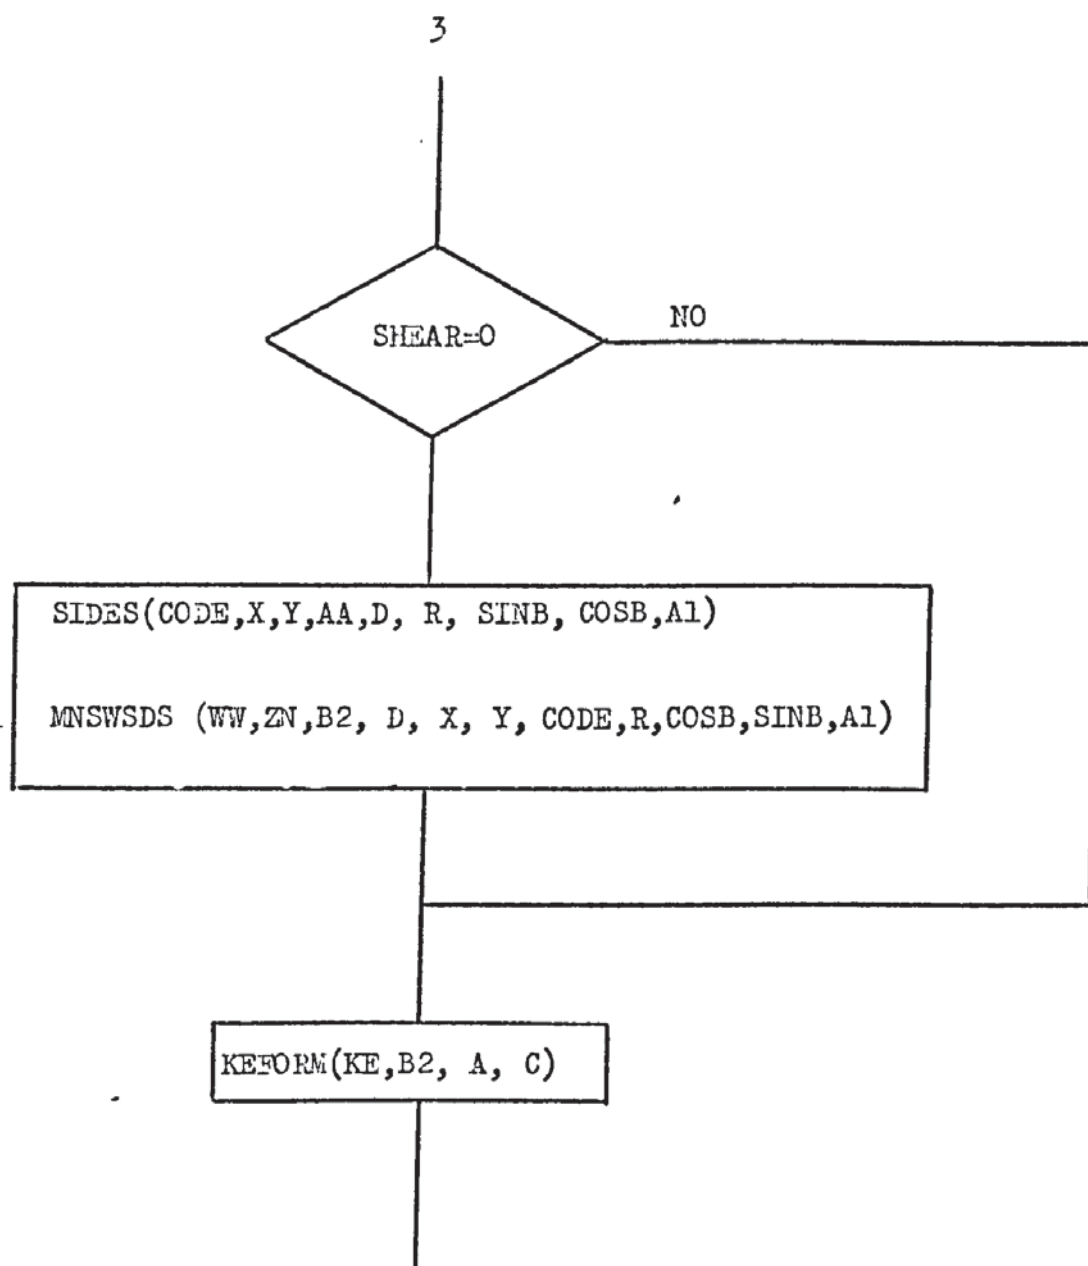 3
SHEAR=0
NO
SIDES(CODE,X,Y,AA,D, R, SINB, COSB,A1)
MNSWSDS (WW,ZN,B2, D, X, Y, CODE,R,COSB,SINB,A1)
KEFORM(KE,B2, A, C)